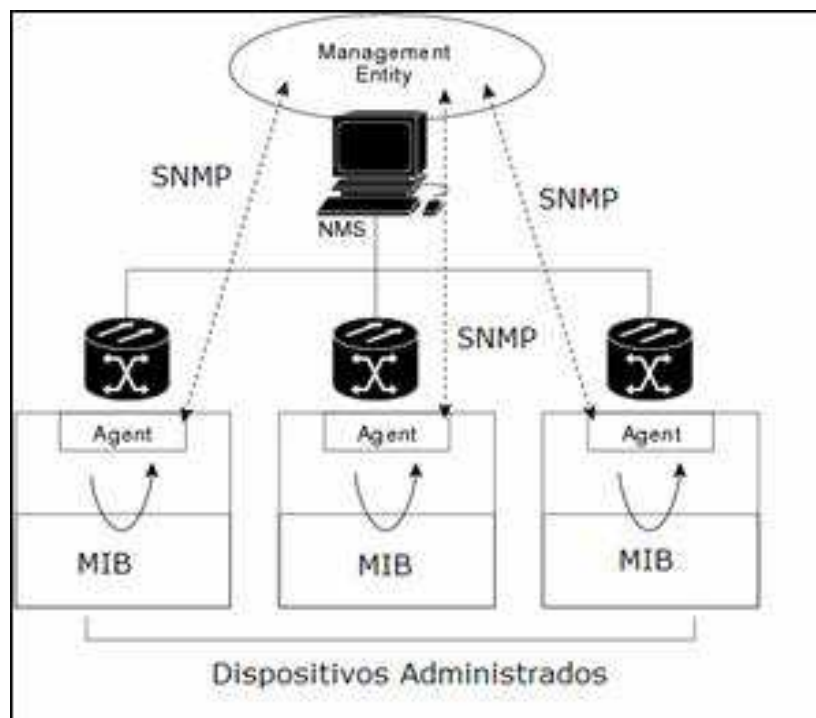 Management
Entity
SNMP
NMS
SNMP
SNMP
Agent
Agent
Agent
MIB
MIB
MIB
Dispositivos Administrados